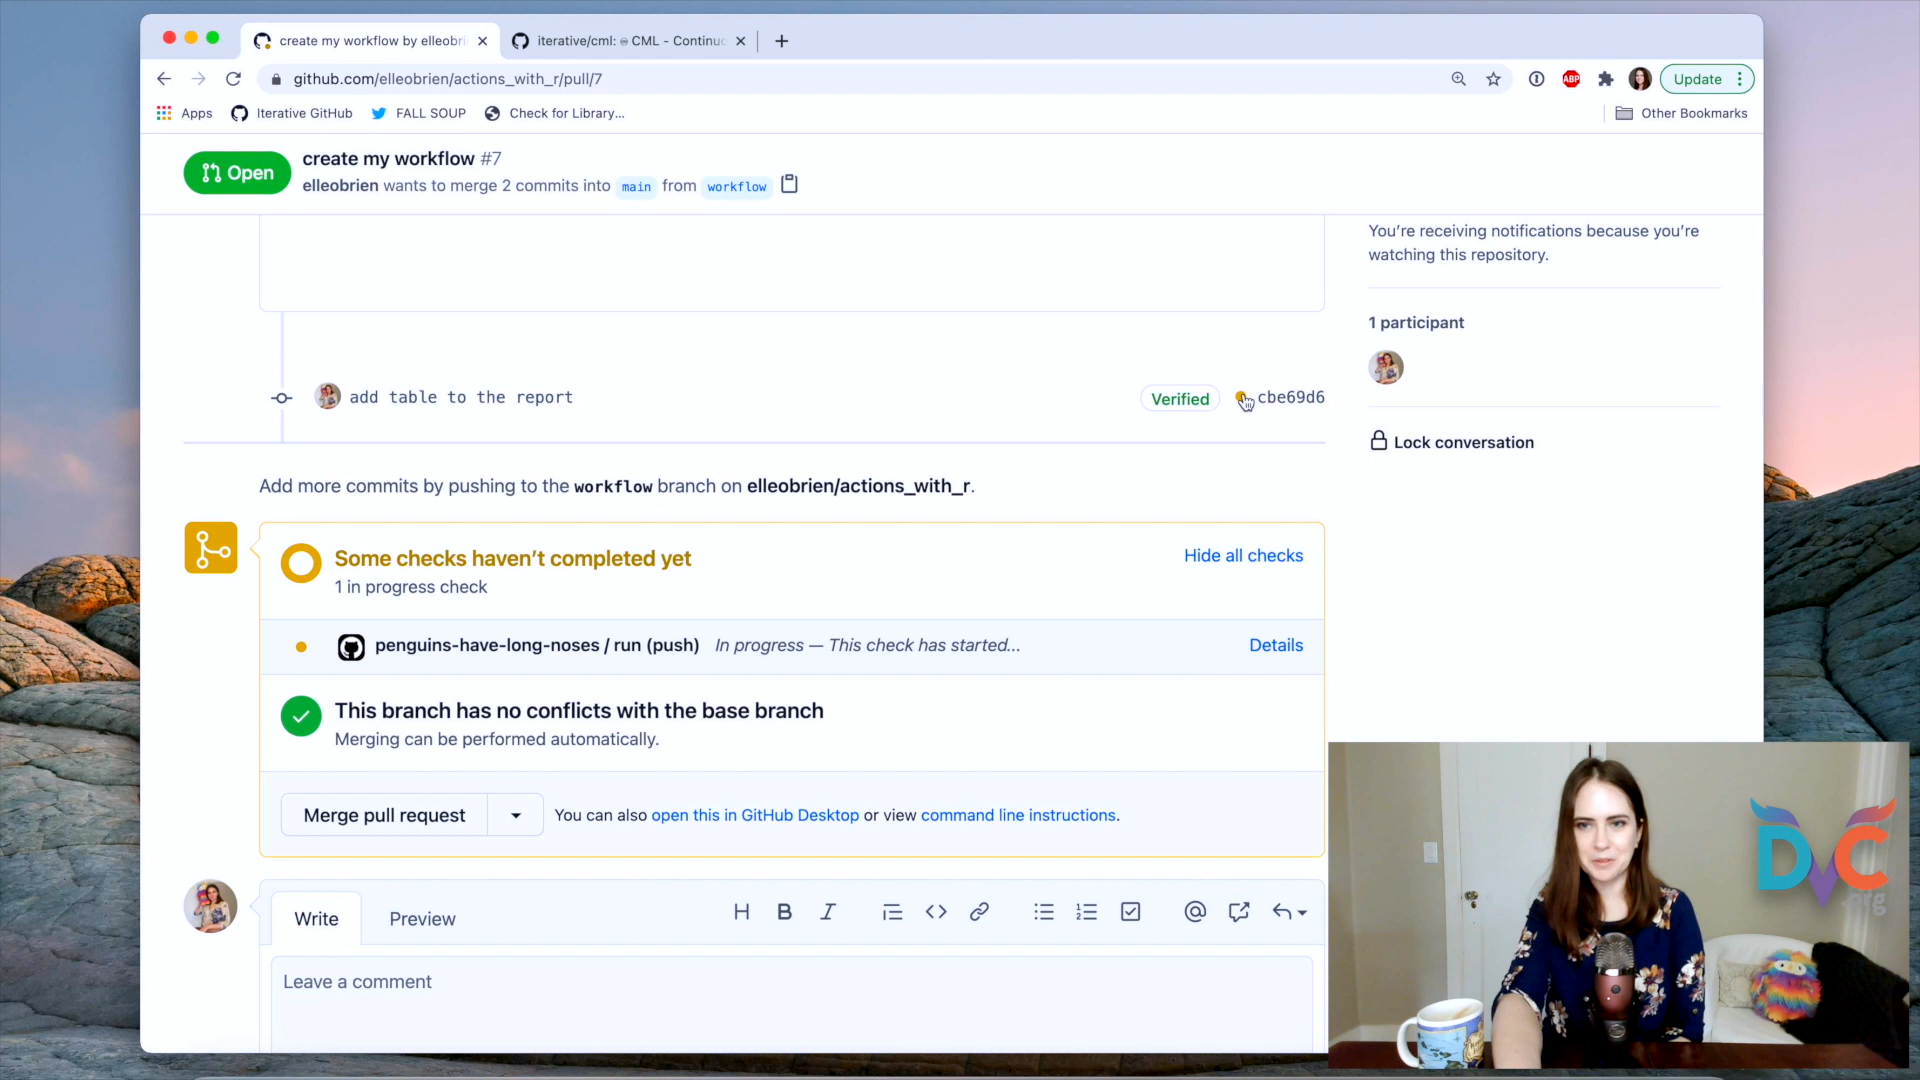 create my workflow by elleobri
iterative/cml: ♾ CML - Continuo
github.com/elleobrien/actions_with_r/pull/7
ABP
Update
Apps
Iterative GitHub
FALL SOUP
Check for Library...
Other Bookmarks
Open
create my workflow #7
elleobrien wants to merge 2 commits into main from workflow
You're receiving notifications because you're
watching this repository.
1 participant
add table to the report
Verified
cbe69d6
Lock conversation
Add more commits by pushing to the workflow branch on elleobrien/actions_with_r.
Some checks haven't completed yet
Hide all checks
1 in progress check
penguins-have-long-noses / run (push) In progress — This check has started...
Details
This branch has no conflicts with the base branch
Merging can be performed automatically.
Merge pull request
You can also open this in GitHub Desktop or view command line instructions.
Write
Preview
Leave a comment
DVC
.org